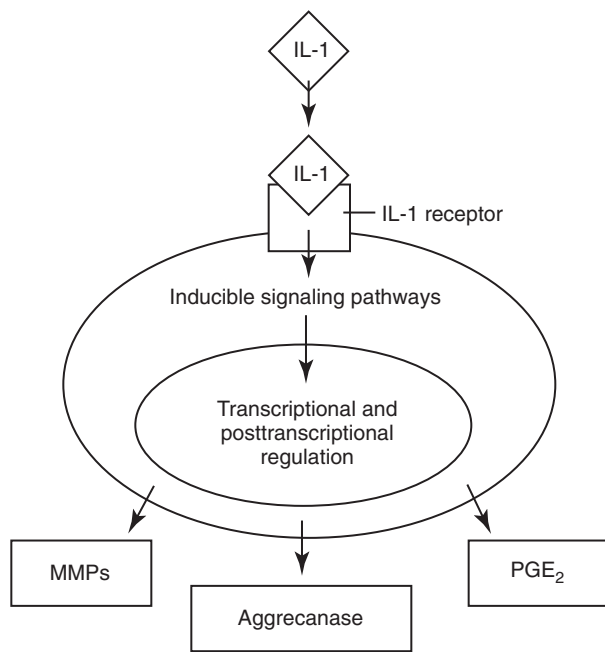 IL-1
IL-1
IL-1 receptor
Inducible signaling pathways
Transcriptional and
posttranscriptional
regulation
MMPs
PGE₂
Aggrecanase